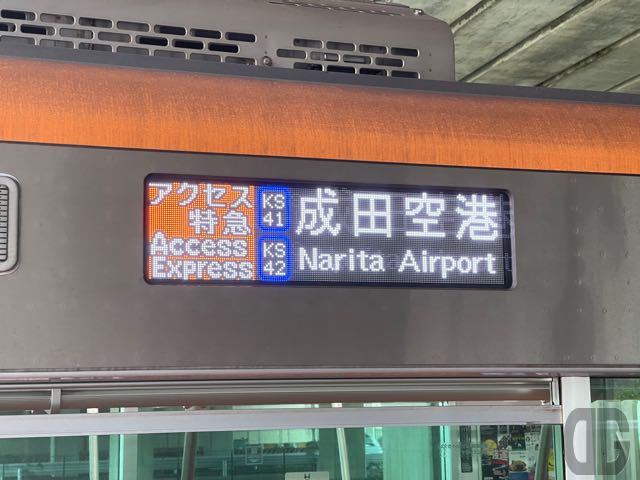 アクセス
特急
Access
Express
KS
41
KS
42
成田空港
Narita Airport